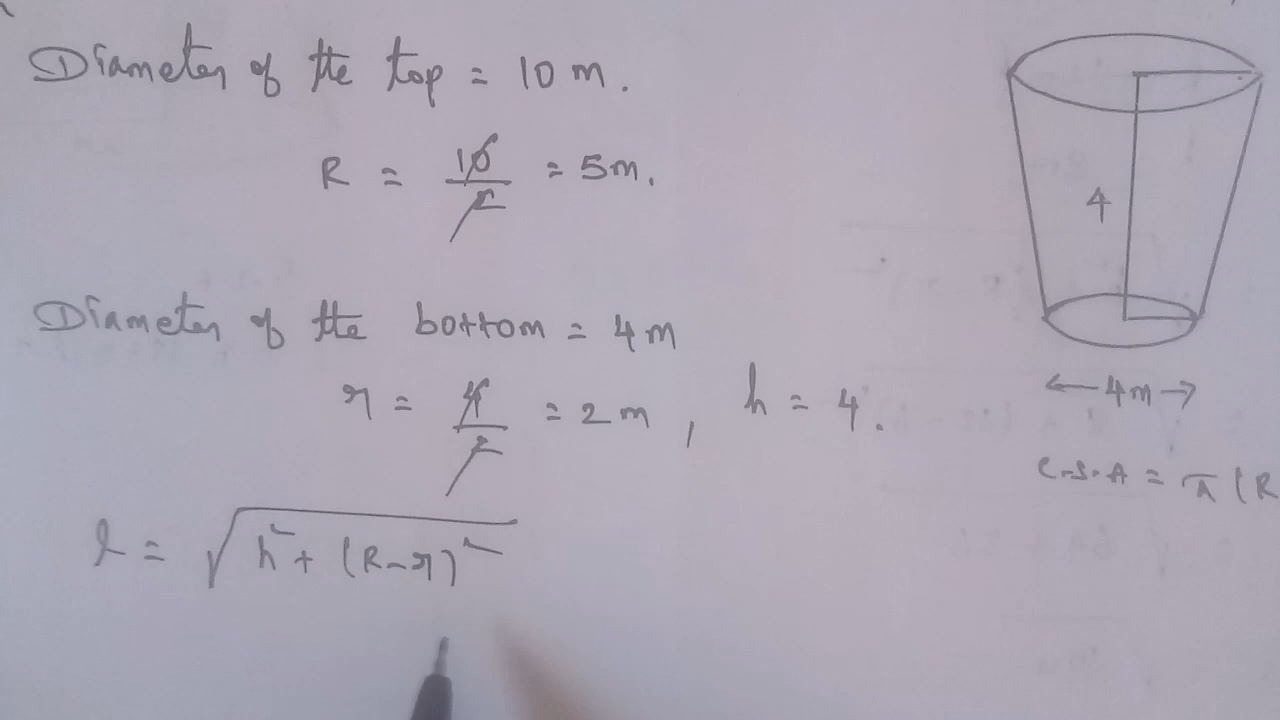 Diameter of the top = 10 m.
R = 10/2 = 5m.
Diameter of the bottom = 4 m
r = 4/2 = 2 m, h = 4.
l = √(h² + (R-r)²)
4
← 4m →
C.S.A = π (R